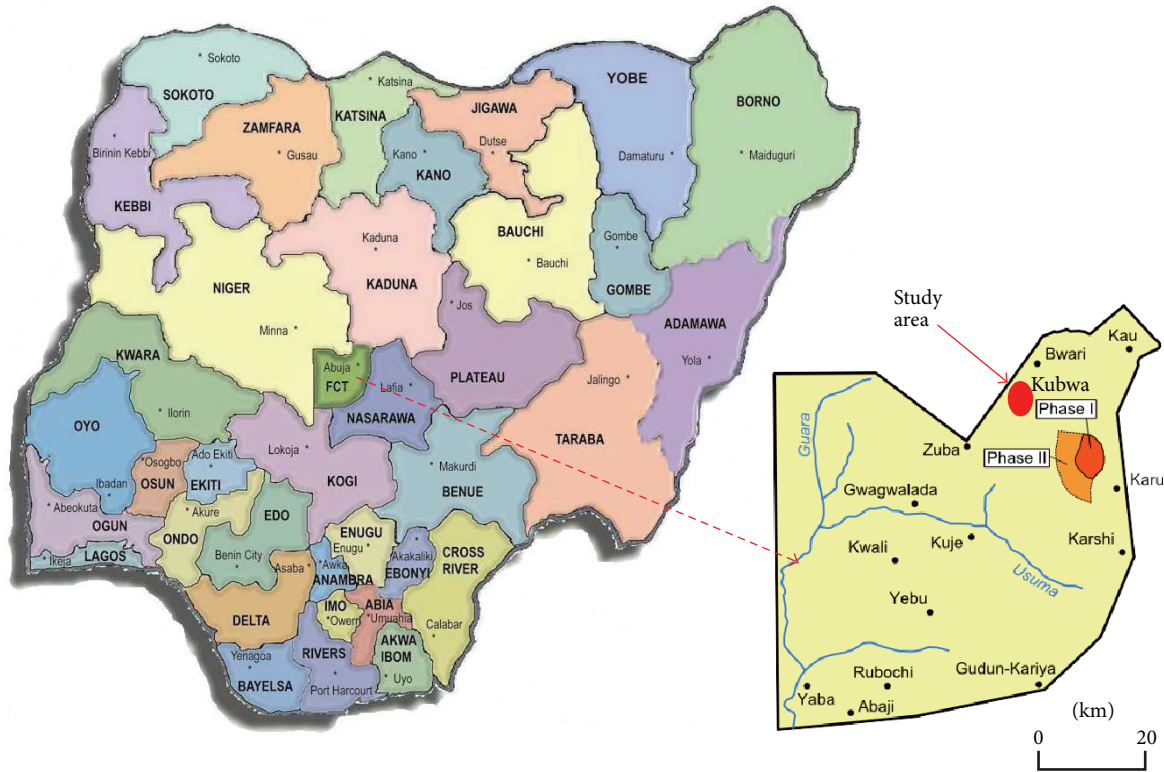 Sokoto
SOKOTO
Katsina
KATSINA
ZAMFARA
Gusau
Birinin Kebbi
KEBBI
JIGAWA
Dutse
Kano
KANO
YOBE
Damaturu
BORNO
Maiduguri
Kaduna
KADUNA
BAUCHI
Bauchi
Gombe
GOMBE
NIGER
Minna
Jos
PLATEAU
ADAMAWA
Yola
KWARA
Ilorin
Abuja
FCT
Lafia
NASARAWA
Jalingo
TARABA
OYO
Ibadan
Osogbo
OSUN
Ado Ekiti
EKITI
Lokoja
KOGI
Makurdi
BENUE
Abeokuta
OGUN
Akure
ONDO
EDO
Benin City
Ikeja
LAGOS
ENUGU
Enugu
Akakaliki
EBONYI
CROSS
RIVER
Calabar
Asaba
Awka
ANAMBRA
DELTA
IMO
Owerri
ABIA
Umuahia
AKWA
IBOM
Uyo
Yenagoa
BAYELSA
RIVERS
Port Harcourt
Study
area
Kau
Bwari
Kubwa
Phase I
Phase II
Zuba
Karu
Guara
Gwagwalada
Kwali
Kuje
Karshi
Usuma
Yebu
Rubochi
Gudun-Kariya
Yaba
Abaji
(km)
0 20